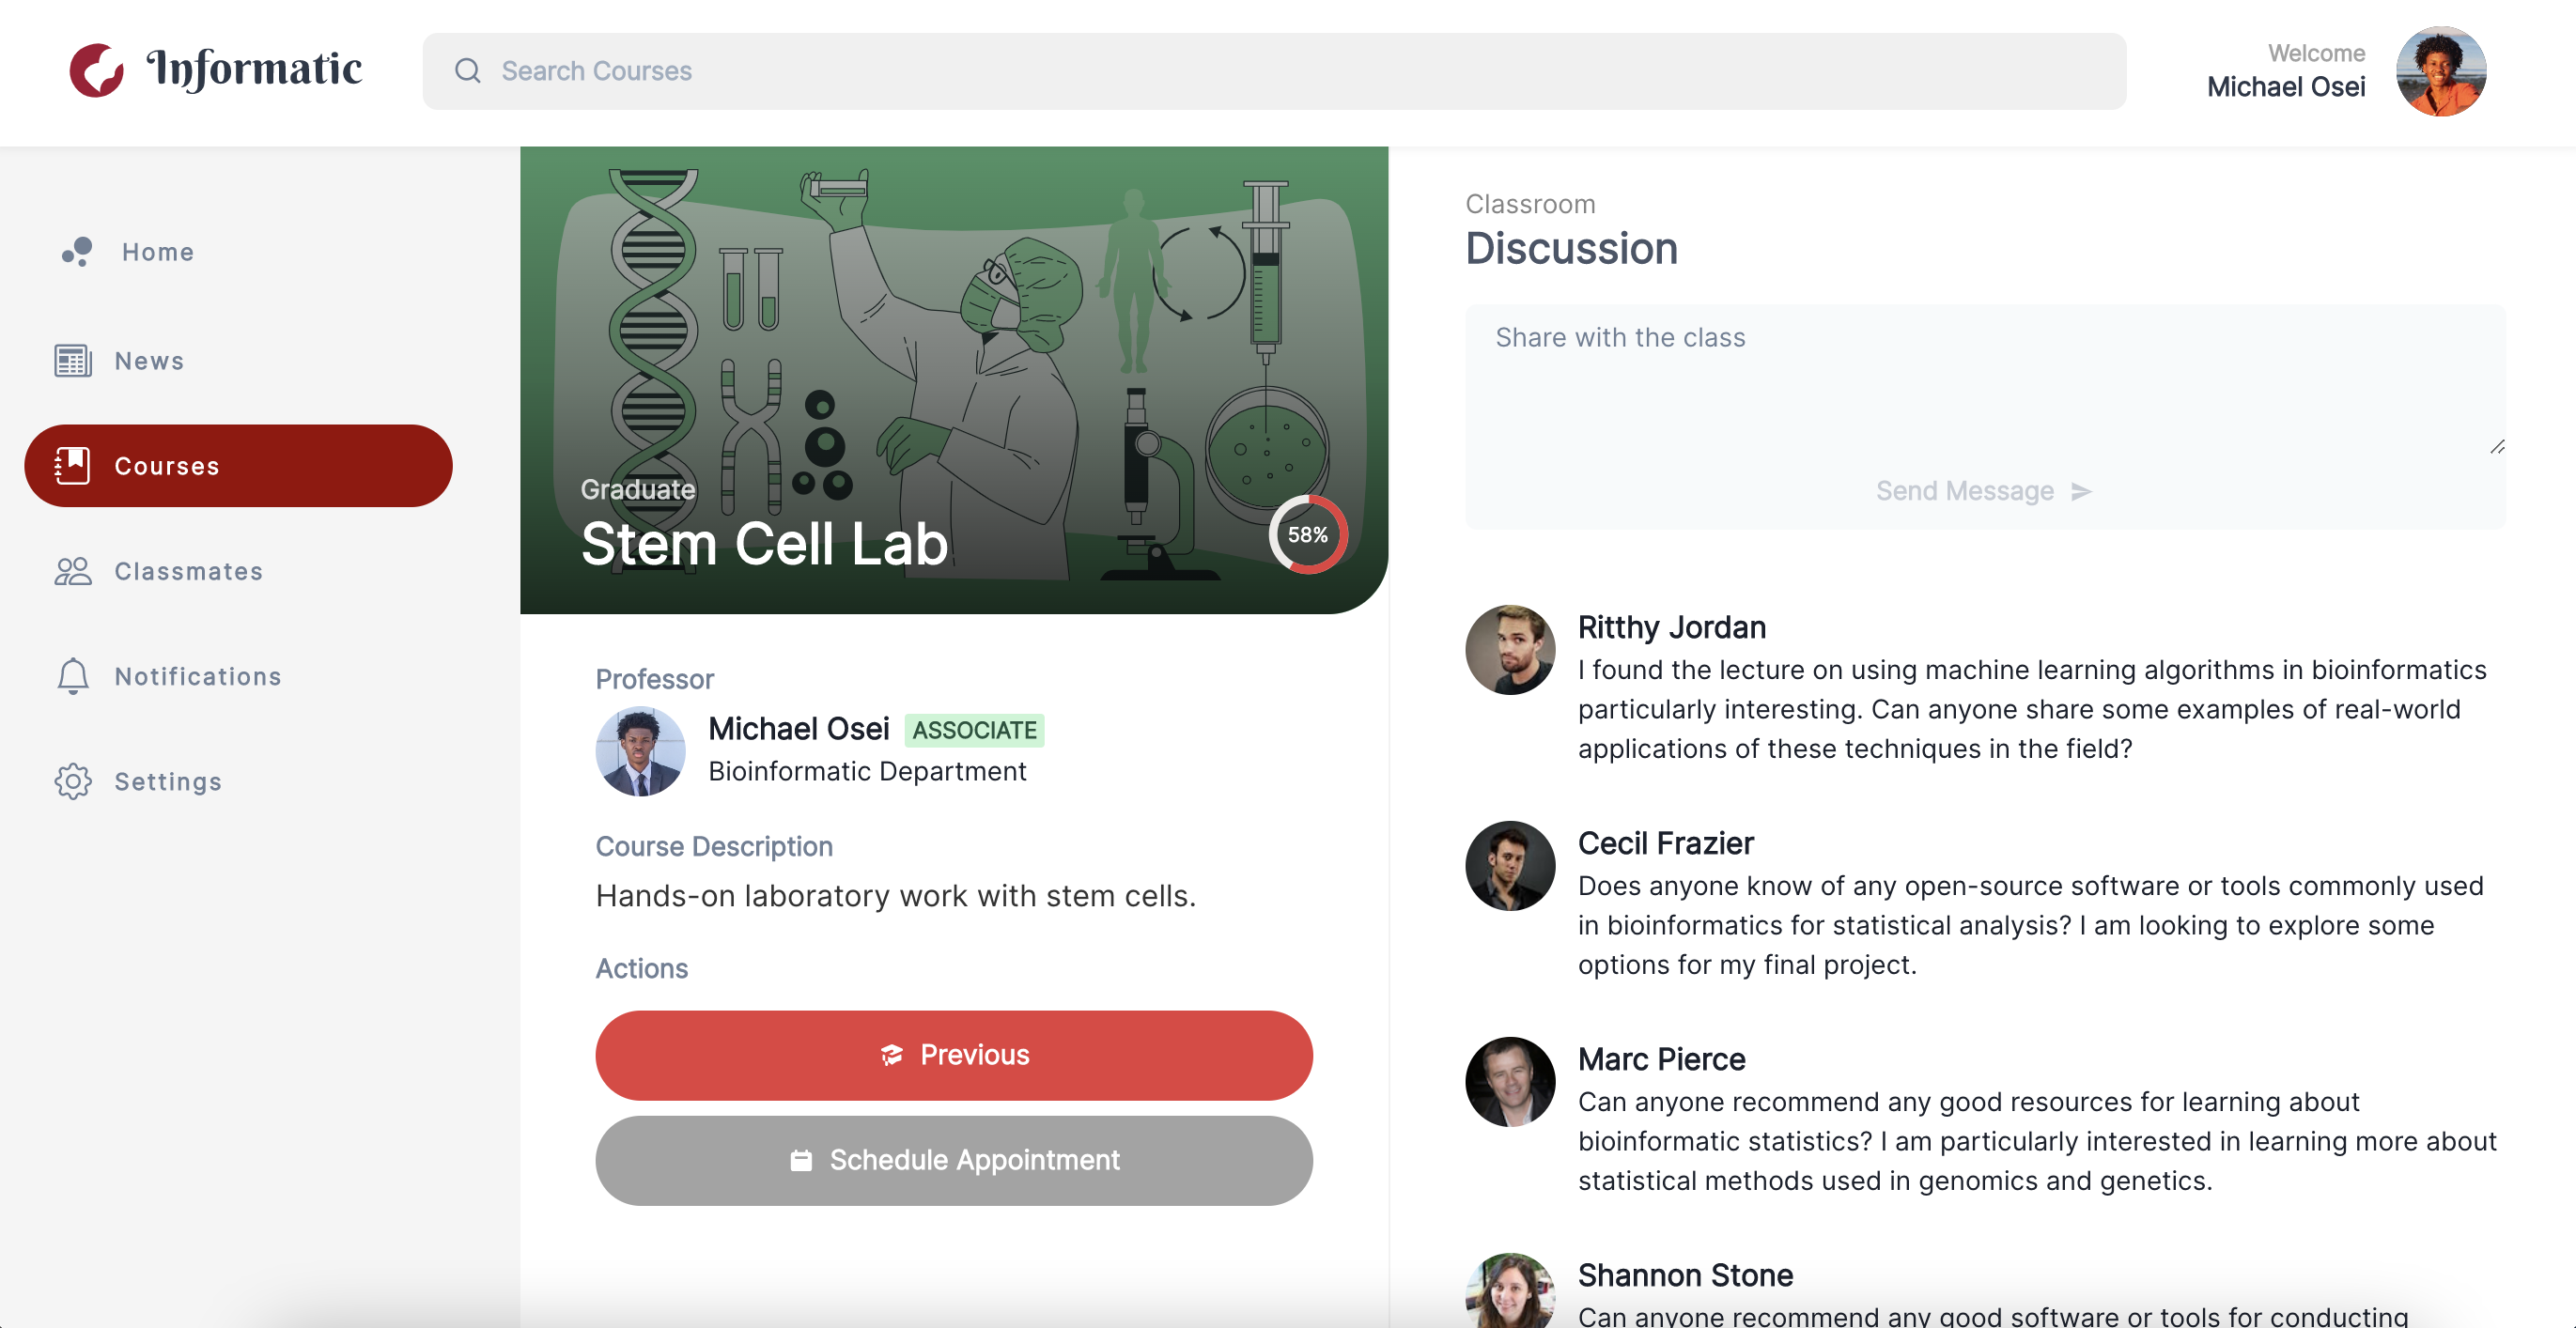 Informatic
Search Courses
Welcome
Michael Osei
Home
News
Courses
Classmates
Notifications
Settings
Graduate
Stem Cell Lab
58%
Professor
Michael Osei ASSOCIATE
Bioinformatic Department
Course Description
Hands-on laboratory work with stem cells.
Actions
Previous
Schedule Appointment
Classroom
Discussion
Share with the class
Send Message
Ritthy Jordan
I found the lecture on using machine learning algorithms in bioinformatics
particularly interesting. Can anyone share some examples of real-world
applications of these techniques in the field?
Cecil Frazier
Does anyone know of any open-source software or tools commonly used
in bioinformatics for statistical analysis? I am looking to explore some
options for my final project.
Marc Pierce
Can anyone recommend any good resources for learning about
bioinformatic statistics? I am particularly interested in learning more about
statistical methods used in genomics and genetics.
Shannon Stone
Can anyone recommend any good software or tools for conducting